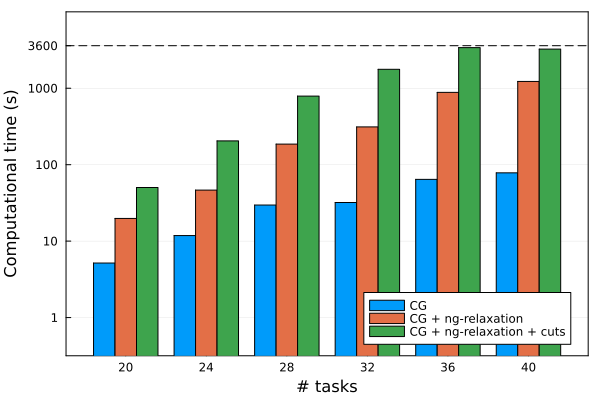 Computational time (s)
3600
1000
100
10
1
20 24 28 32 36 40
# tasks
CG
CG + ng-relaxation
CG + ng-relaxation + cuts